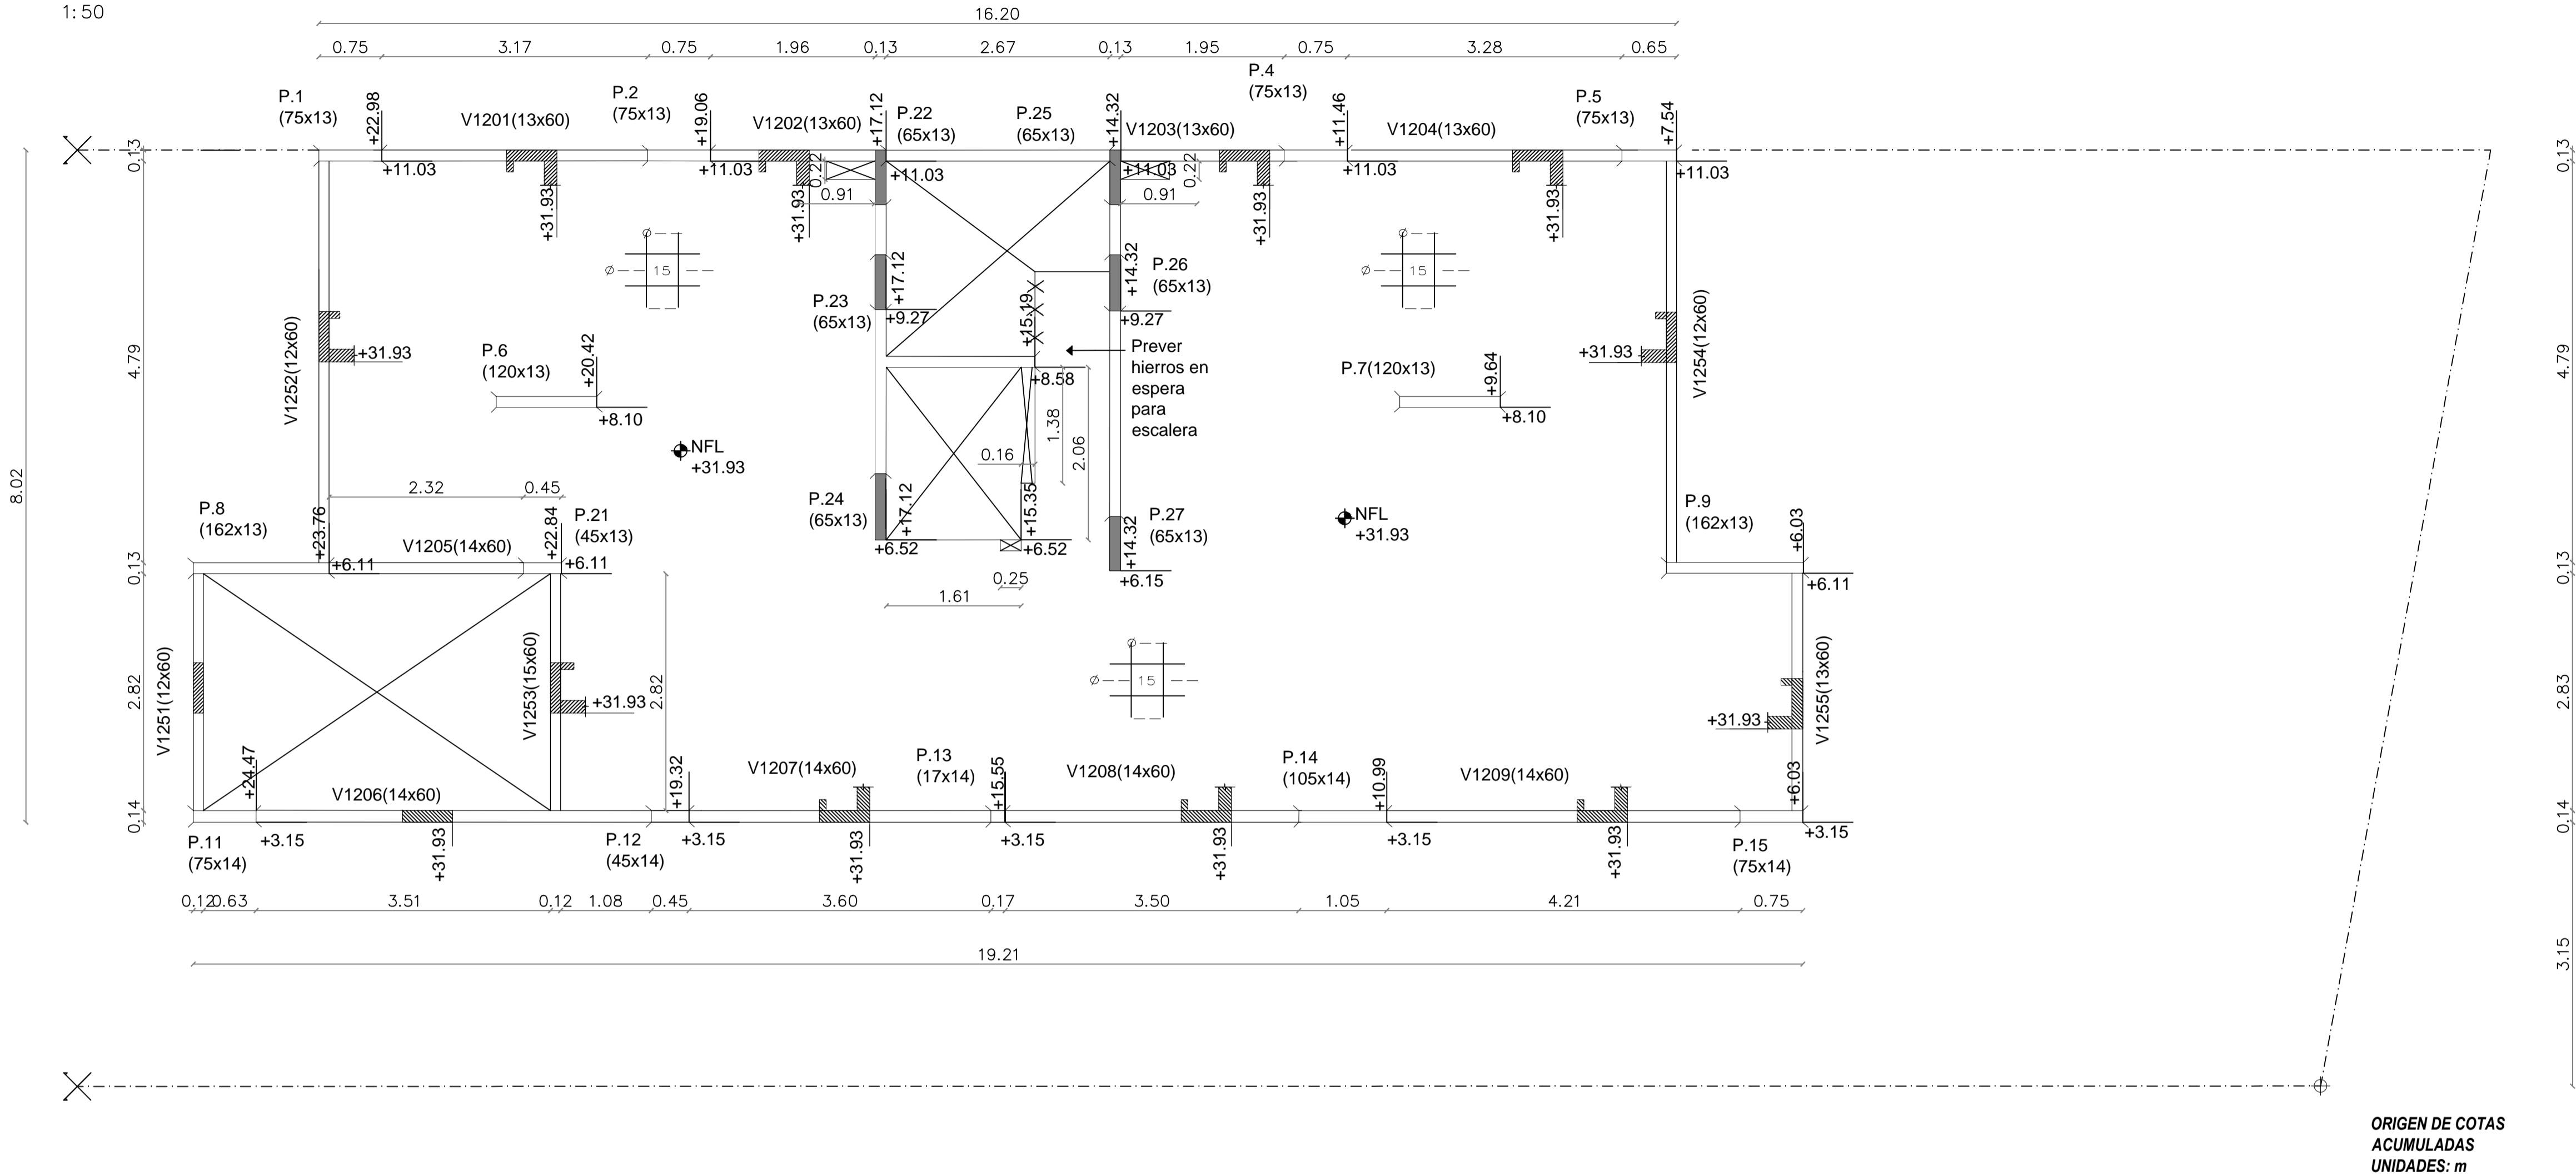 1:50
16.20
0.75
3.17
0.75
1.96
0.13
2.67
0.13
1.95
0.75
3.28
0.65
P.1
(75x13)
+22.98
V1201(13x60)
P.2
(75x13)
+19.06
V1202(13x60)
+17.12
P.22
(65x13)
P.25
(65x13)
+14.32
V1203(13x60)
P.4
(75x13)
+11.46
V1204(13x60)
P.5
(75x13)
+7.54
0.13
0.13
+11.03
+11.03
0.22
+11.03
+11.03
0.22
+11.03
+11.03
+31.93
+31.93
0.91
0.91
+31.93
+31.93
Ø
Ø
15
Ø
Ø
15
+17.12
+14.32
P.26
(65x13)
P.23
(65x13)
+9.27
+15.19
+9.27
V1252(12x60)
+31.93
P.6
(120x13)
+20.42
+8.10
Prever
hierros en
espera
para
escalera
P.7(120x13)
+9.64
+8.10
+31.93
V1254(12x60)
4.79
4.79
+8.58
1.38
2.06
0.16
NFL
+31.93
8.02
2.32
0.45
P.8
(162x13)
+23.76
+22.84
P.21
(45x13)
V1205(14x60)
+6.11
+6.11
P.24
(65x13)
+17.12
+15.35
+6.52
+6.52
+14.32
P.27
(65x13)
+6.15
NFL
+31.93
P.9
(162x13)
+6.03
+6.11
0.13
0.13
0.25
1.61
V1251(12x60)
V1253(15x60)
+31.93
2.82
2.82
2.83
Ø
Ø
15
+31.93
V1255(13x60)
+24.47
V1206(14x60)
+19.32
V1207(14x60)
P.13
(17x14)
+15.55
V1208(14x60)
P.14
(105x14)
+10.99
V1209(14x60)
+6.03
0.14
0.14
P.11
(75x14)
+3.15
+31.93
P.12
(45x14)
+3.15
+31.93
+3.15
+31.93
+3.15
+31.93
P.15
(75x14)
+3.15
0.12
0.63
3.51
0.12
1.08
0.45
3.60
0.17
3.50
1.05
4.21
0.75
19.21
3.15
ORIGEN DE COTAS
ACUMULADAS
UNIDADES: m